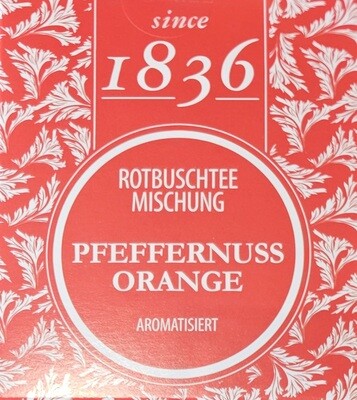 since
1836
ROTBUSCHTEE
MISCHUNG
PFEFFERNUSS
ORANGE
AROMATISIERT